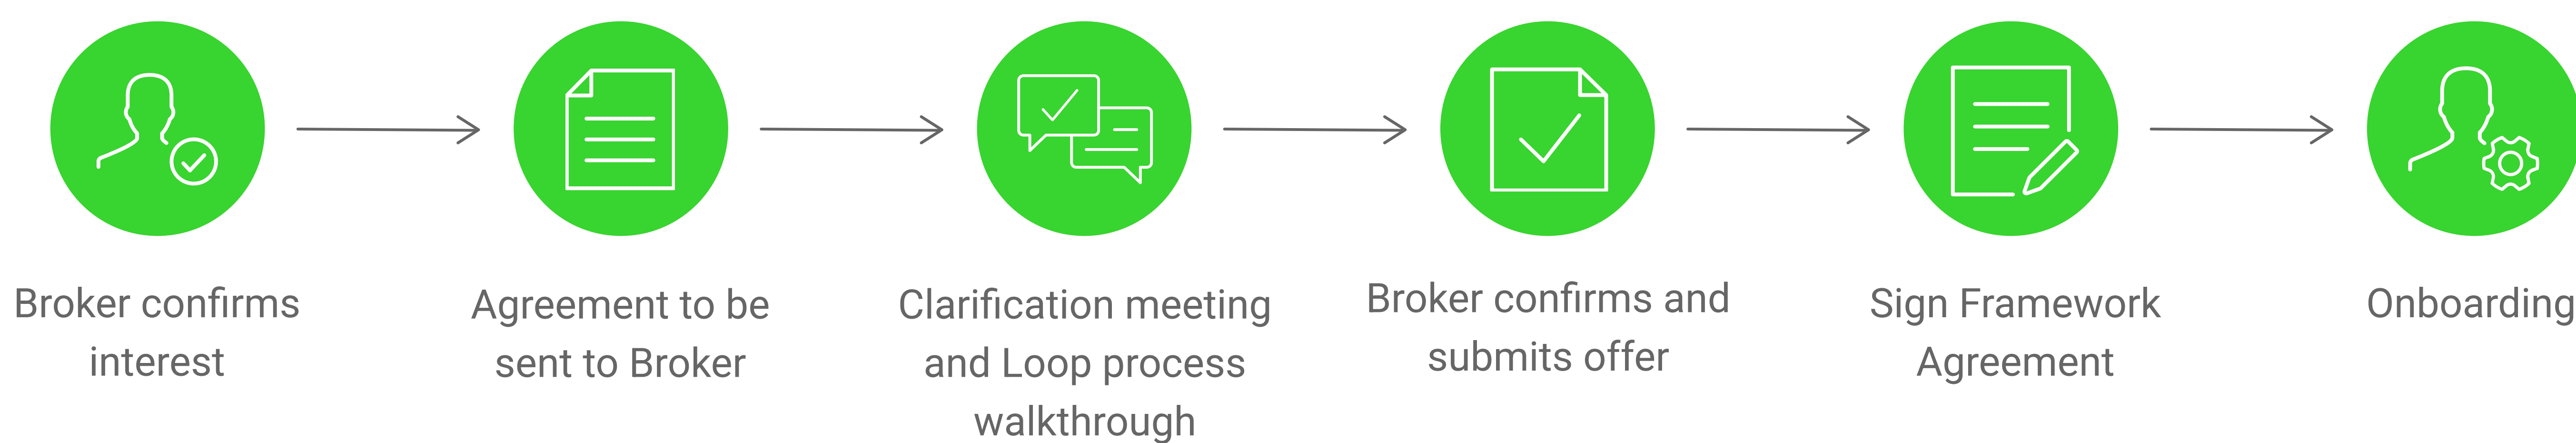 Broker confirms
interest
Agreement to be
sent to Broker
Clarification meeting
and Loop process
walkthrough
Broker confirms and
submits offer
Sign Framework
Agreement
Onboarding